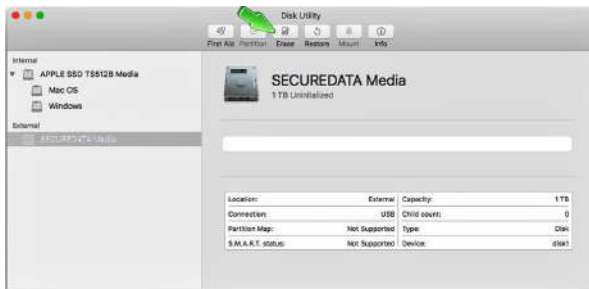 Disk Utility
First Aid Partition Erase Restore Mount Info
Internal
APPLE SSD TS512B Media
Mac OS
Windows
External
SECUREDATA Media
SECUREDATA Media
1 TB Uninitialized
Location: External Capacity: 1 TB
Connection: USB Child count: 0
Partition Map: Not Supported Type: Disk
S.M.A.R.T. status: Not Supported Device: disk1